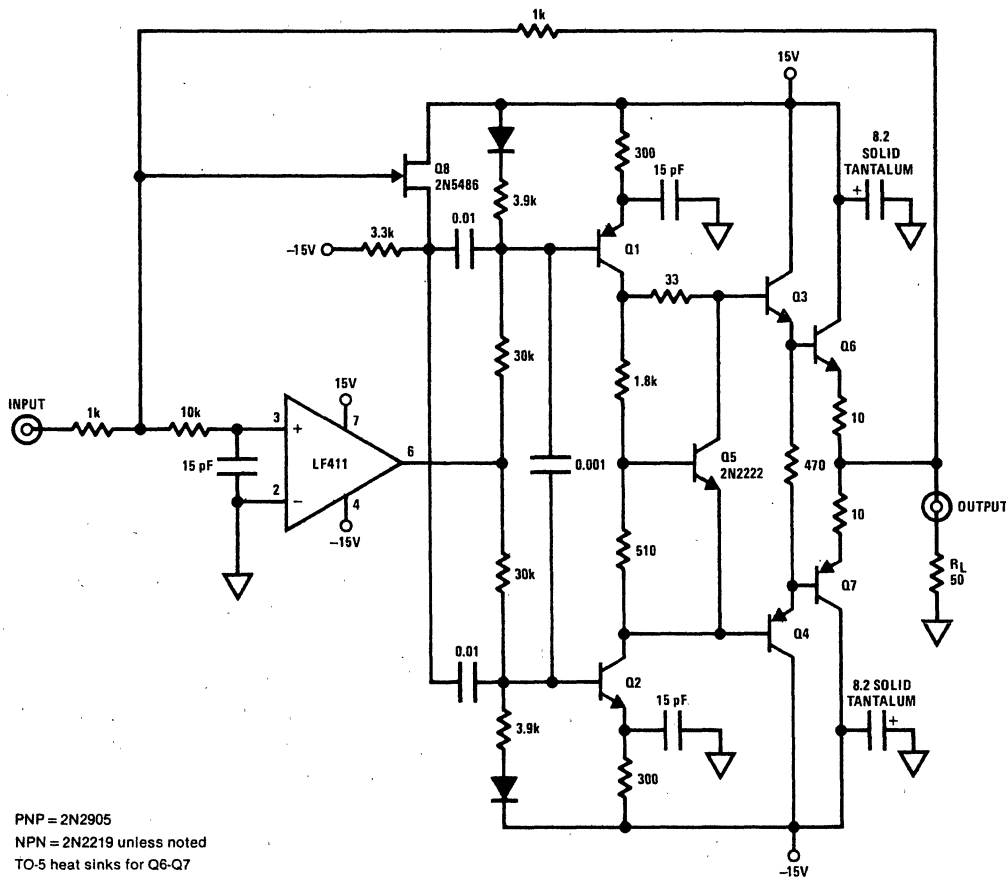 1k
15V
8.2
SOLID
TANTALUM
+
300
15 pF
Q8
2N5486
3.9k
0.01
3.3k
–15V
Q1
33
Q3
Q6
30k
1.8k
10
INPUT
1k
10k
15V
7
3
+
LF411
6
15 pF
2
–
4
–15V
0.001
Q5
2N2222
470
OUTPUT
10
30k
510
RL
50
Q7
Q4
0.01
Q2
15 pF
8.2 SOLID
TANTALUM
+
3.9k
300
–15V
PNP = 2N2905
NPN = 2N2219 unless noted
TO-5 heat sinks for Q6-Q7